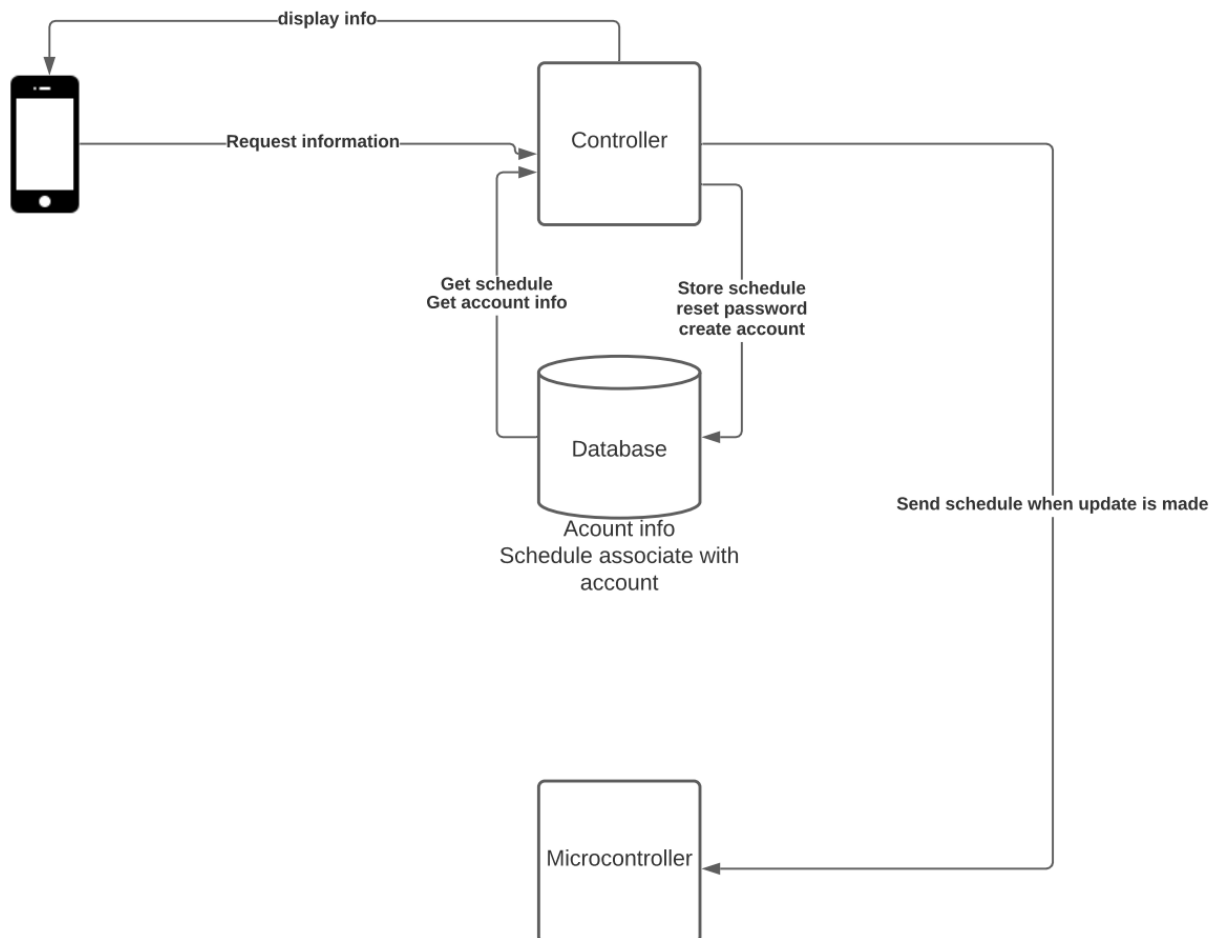 display info
Request information
Controller
Get schedule
Get account info
Store schedule
reset password
create account
Database
Send schedule when update is made
Acount info
Schedule associate with
account
Microcontroller